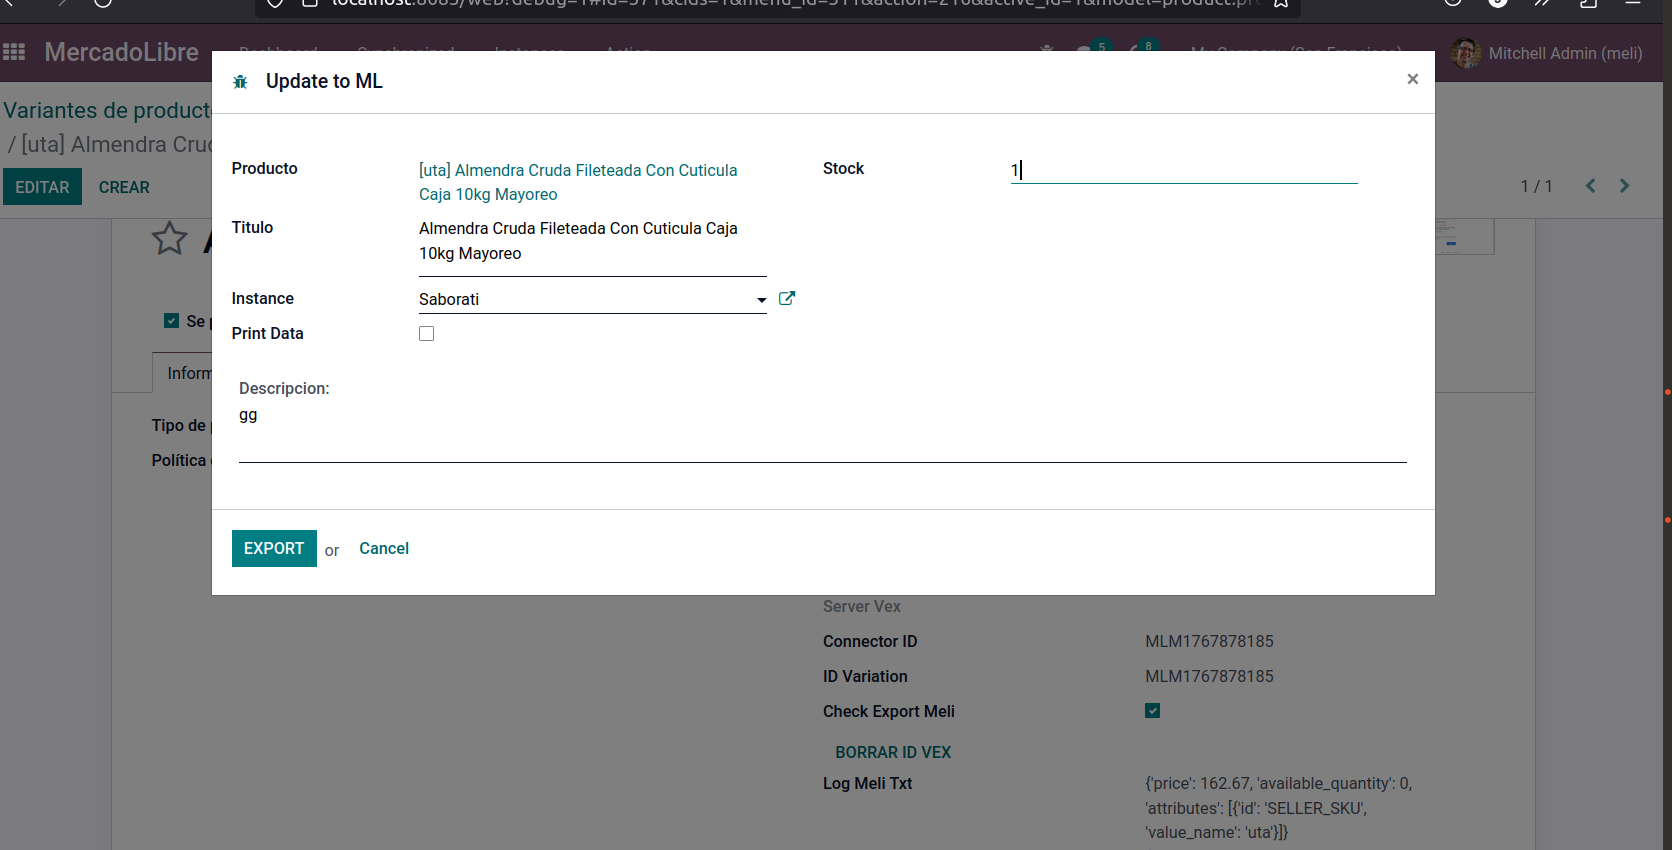 MercadoLibre
5
8
Mitchell Admin (meli)
Update to ML
×
Variantes de product
/ [uta] Almendra Cru
EDITAR
CREAR
1 / 1
Producto
[uta] Almendra Cruda Fileteada Con Cuticula
Caja 10kg Mayoreo
Stock
1
Titulo
Almendra Cruda Fileteada Con Cuticula Caja
10kg Mayoreo
Instance
Saborati
Print Data
Se
Inform
Tipo de
Política
Descripcion:
gg
EXPORT or Cancel
Server Vex
Connector ID
MLM1767878185
ID Variation
MLM1767878185
Check Export Meli
BORRAR ID VEX
Log Meli Txt
{'price': 162.67, 'available_quantity': 0,
'attributes': [{'id': 'SELLER_SKU',
'value_name': 'uta'}]}